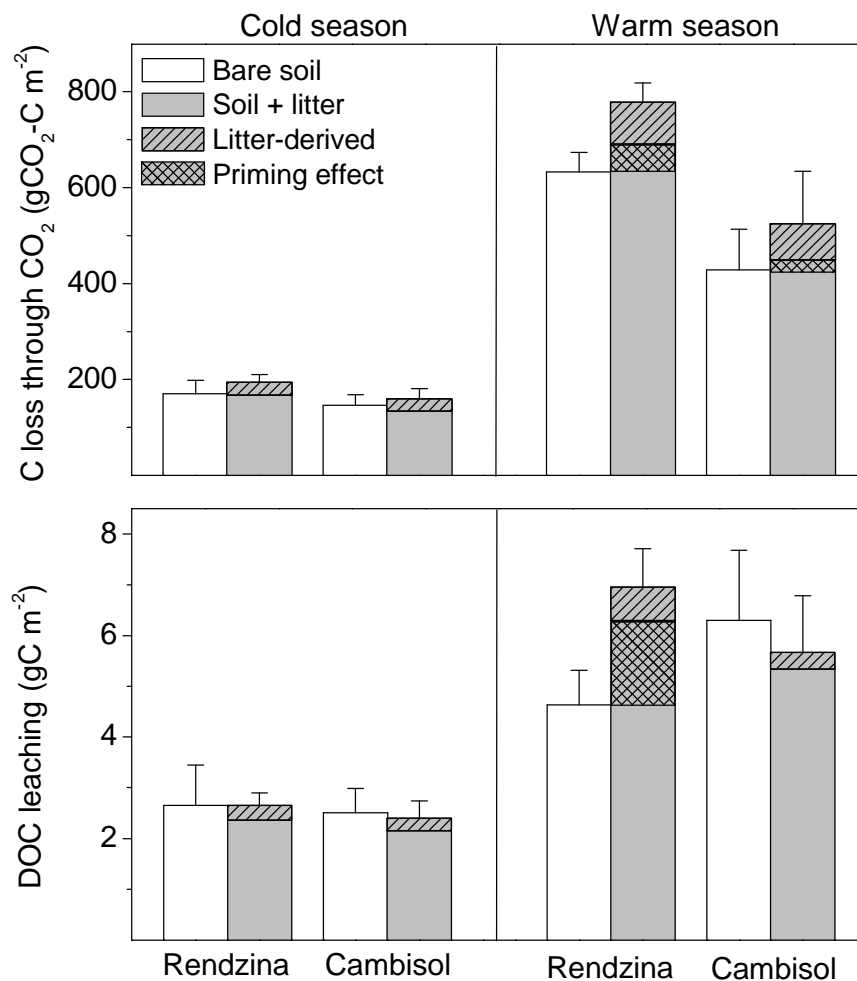 Cold season
Warm season
Bare soil
Soil + litter
Litter-derived
Priming effect
C loss through CO₂ (gCO₂-C m⁻²)
800
600
400
200
DOC leaching (gC m⁻²)
8
6
4
2
Rendzina
Cambisol
Rendzina
Cambisol